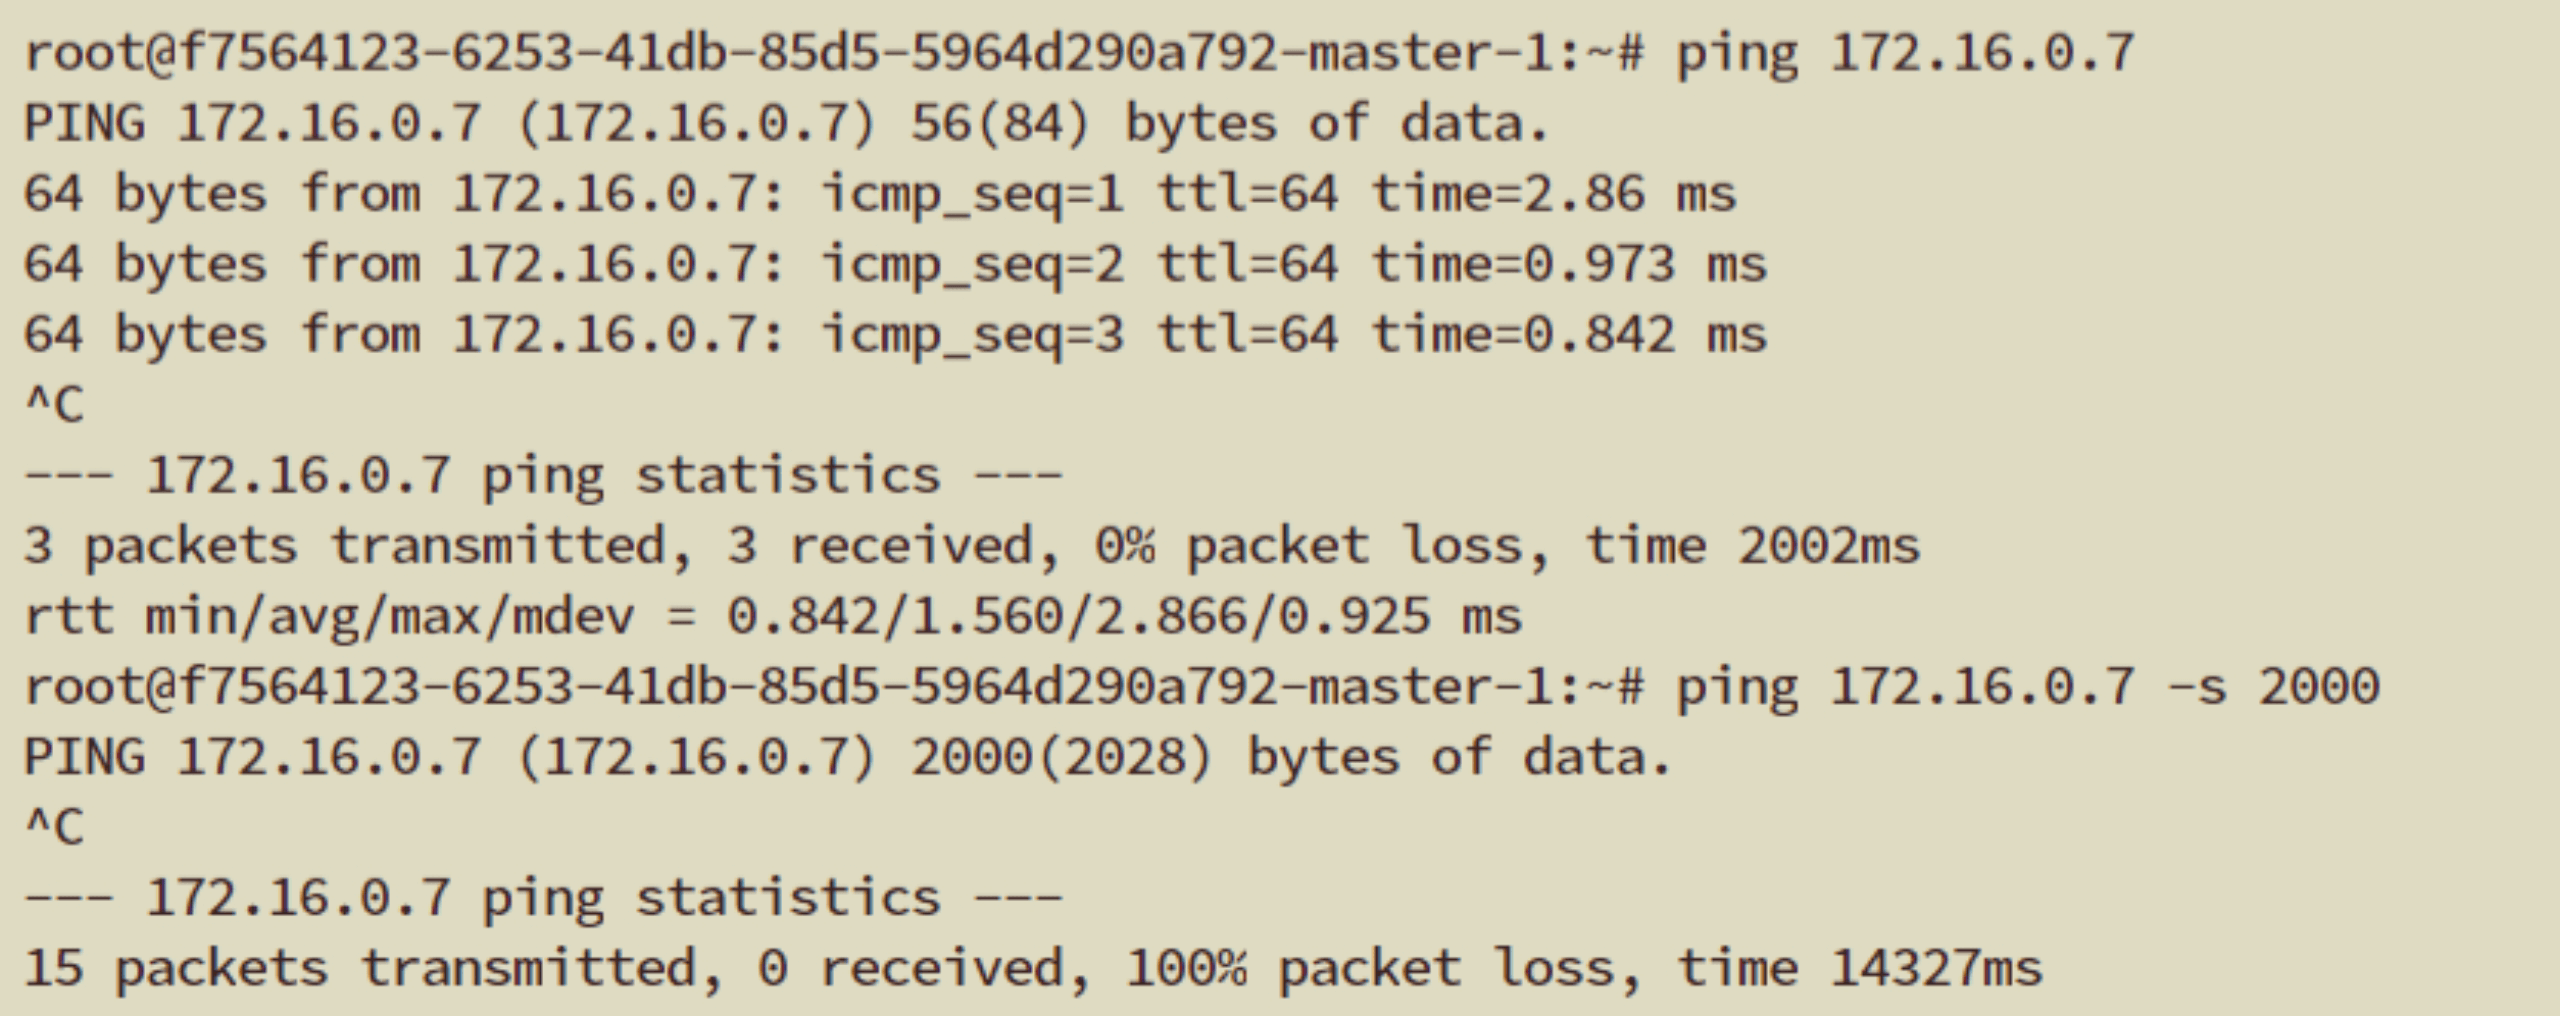 root@f7564123-6253-41db-85d5-5964d290a792-master-1:~# ping 172.16.0.7
PING 172.16.0.7 (172.16.0.7) 56(84) bytes of data.
64 bytes from 172.16.0.7: icmp_seq=1 ttl=64 time=2.86 ms
64 bytes from 172.16.0.7: icmp_seq=2 ttl=64 time=0.973 ms
64 bytes from 172.16.0.7: icmp_seq=3 ttl=64 time=0.842 ms
^C
--- 172.16.0.7 ping statistics ---
3 packets transmitted, 3 received, 0% packet loss, time 2002ms
rtt min/avg/max/mdev = 0.842/1.560/2.866/0.925 ms
root@f7564123-6253-41db-85d5-5964d290a792-master-1:~# ping 172.16.0.7 -s 2000
PING 172.16.0.7 (172.16.0.7) 2000(2028) bytes of data.
^C
--- 172.16.0.7 ping statistics ---
15 packets transmitted, 0 received, 100% packet loss, time 14327ms